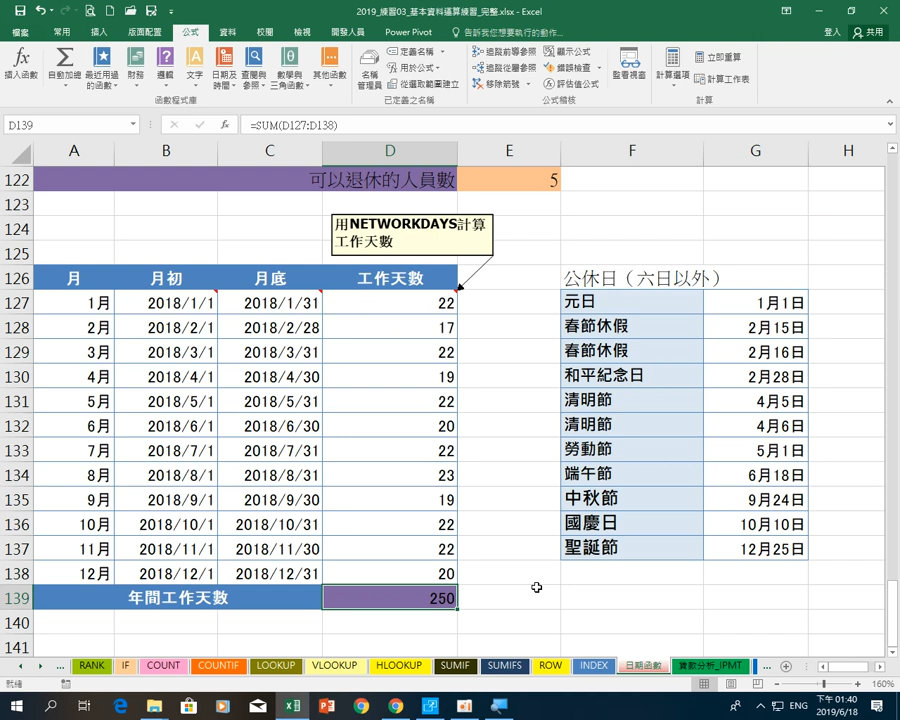 2019_練習03_基本資料運算練習_完整.xlsx - Excel
檔案 常用 插入 版面配置 公式 資料 校閱 檢視 開發人員 Power Pivot 告訴我您想要執行的動作... 登入 共用
fx Σ ? A θ
插入函數 自動加總 最近用過的函數 財務 邏輯 文字 日期及時間 查閱與參照 數學與三角函數 其他函數 名稱管理員 定義名稱 用於公式 從選取範圍建立 追蹤前導參照 追蹤從屬參照 移除箭號 顯示公式 錯誤檢查 評估值公式 監看視窗 計算選項 立即重算 計算工作表
函數程式庫 已定義之名稱 公式稽核 計算
D139 fx =SUM(D127:D138)
A B C D E F G H
122 可以退休的人員數 5
123
124 用NETWORKDAYS計算
工作天數
125
126 月 月初 月底 工作天數 公休日（六日以外）
127 1月 2018/1/1 2018/1/31 22 元日 1月1日
128 2月 2018/2/1 2018/2/28 17 春節休假 2月15日
129 3月 2018/3/1 2018/3/31 22 春節休假 2月16日
130 4月 2018/4/1 2018/4/30 19 和平紀念日 2月28日
131 5月 2018/5/1 2018/5/31 22 清明節 4月5日
132 6月 2018/6/1 2018/6/30 20 清明節 4月6日
133 7月 2018/7/1 2018/7/31 22 勞動節 5月1日
134 8月 2018/8/1 2018/8/31 23 端午節 6月18日
135 9月 2018/9/1 2018/9/30 19 中秋節 9月24日
136 10月 2018/10/1 2018/10/31 22 國慶日 10月10日
137 11月 2018/11/1 2018/11/30 22 聖誕節 12月25日
138 12月 2018/12/1 2018/12/31 20
139 年間工作天數 250
140
141
... RANK IF COUNT COUNTIF LOOKUP VLOOKUP HLOOKUP SUMIF SUMIFS ROW INDEX 日期函數 貸款分析_IPMT ...
就緒 160%
ENG 下午 01:40
2019/6/18